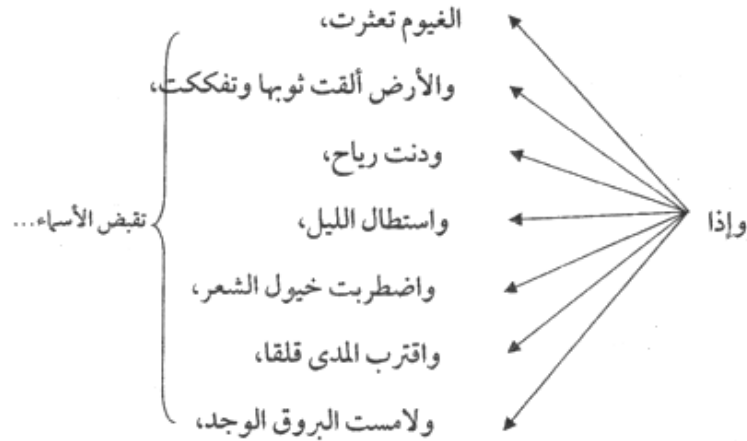 وإذا
الغيوم تعثرت،
والأرض ألقت ثوبها وتفككت،
ودنت رياح،
واستطال الليل،
واضطربت خيول الشعر،
واقترب المدى قلقا،
ولامست البروق الوجد،
تقبض الأسماء...